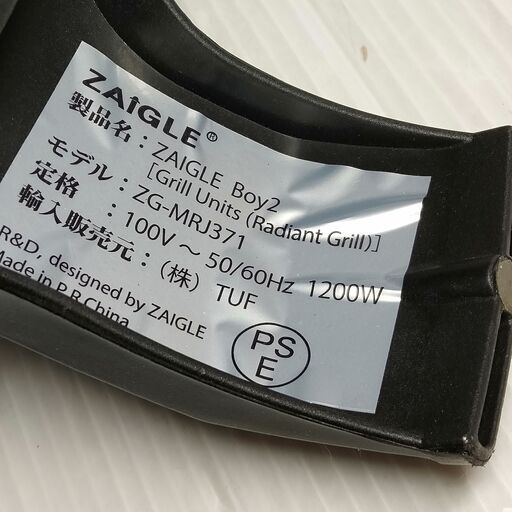 ZAIGLE®
製品名：ZAIGLE Boy2
[Grill Units (Radiant Grill)]
モデル：ZG-MRJ371
定格：100V～50/60Hz 1200W
輸入販売元：(株) TUF
R&D, designed by ZAIGLE
Made in P.R.China
PS
E